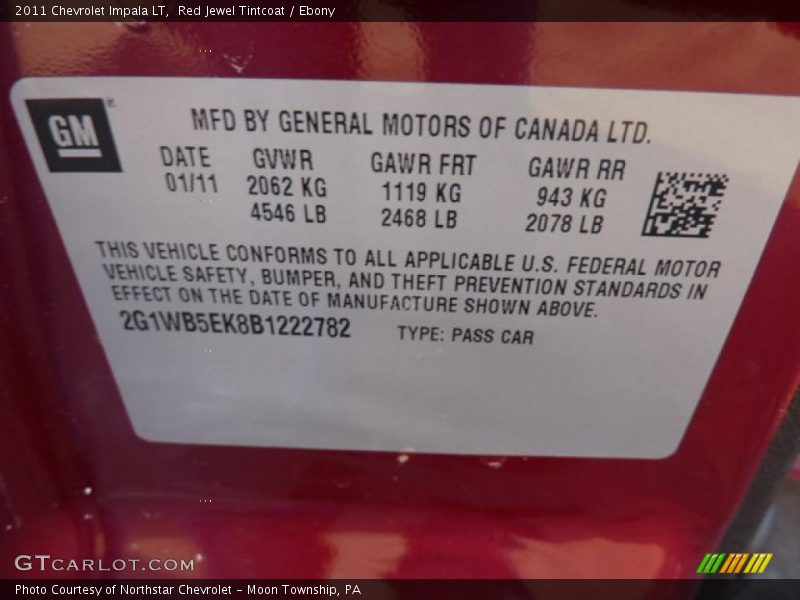 2011 Chevrolet Impala LT, Red Jewel Tintcoat / Ebony
GM
MFD BY GENERAL MOTORS OF CANADA LTD.
DATE GVWR GAWR FRT GAWR RR
01/11 2062 KG 1119 KG 943 KG
4546 LB 2468 LB 2078 LB
THIS VEHICLE CONFORMS TO ALL APPLICABLE U.S. FEDERAL MOTOR
VEHICLE SAFETY, BUMPER, AND THEFT PREVENTION STANDARDS IN
EFFECT ON THE DATE OF MANUFACTURE SHOWN ABOVE.
2G1WB5EK8B1222782 TYPE: PASS CAR
GTCARLOT.COM
Photo Courtesy of Northstar Chevrolet - Moon Township, PA